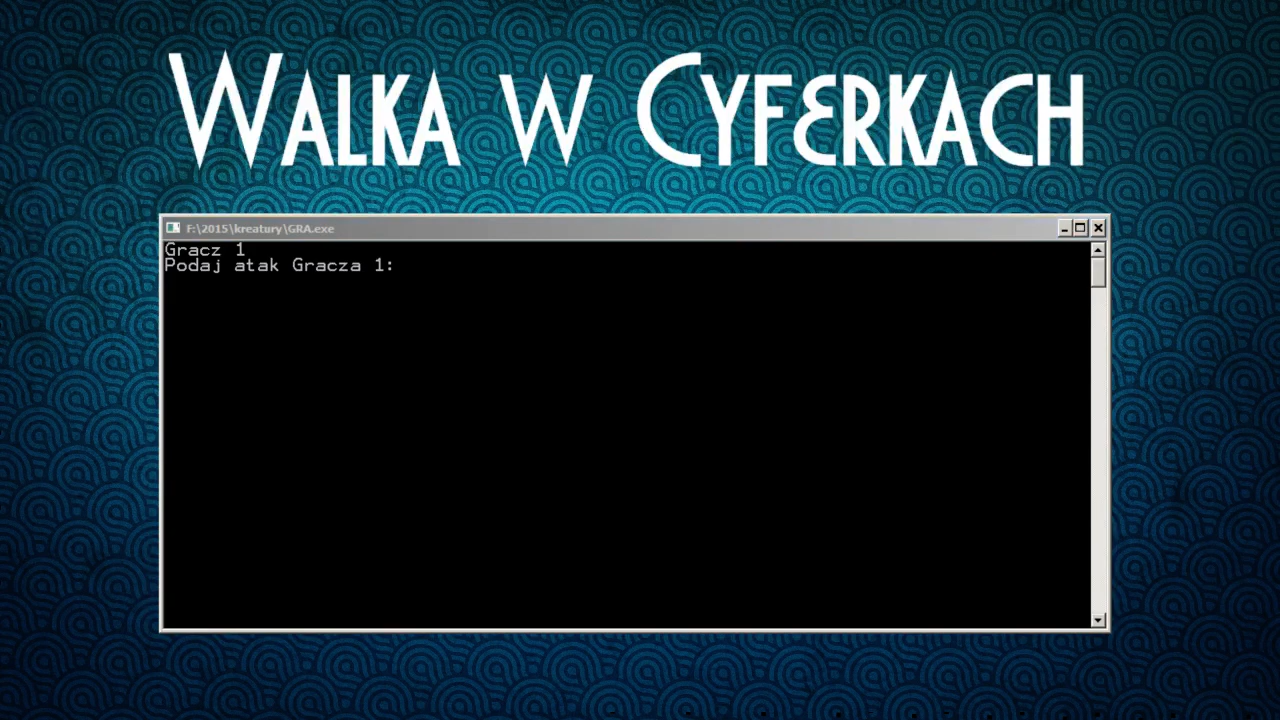 Walka w Cyferkach
F:\2015\kreatury\GRA.exe
Gracz 1
Podaj atak Gracza 1: